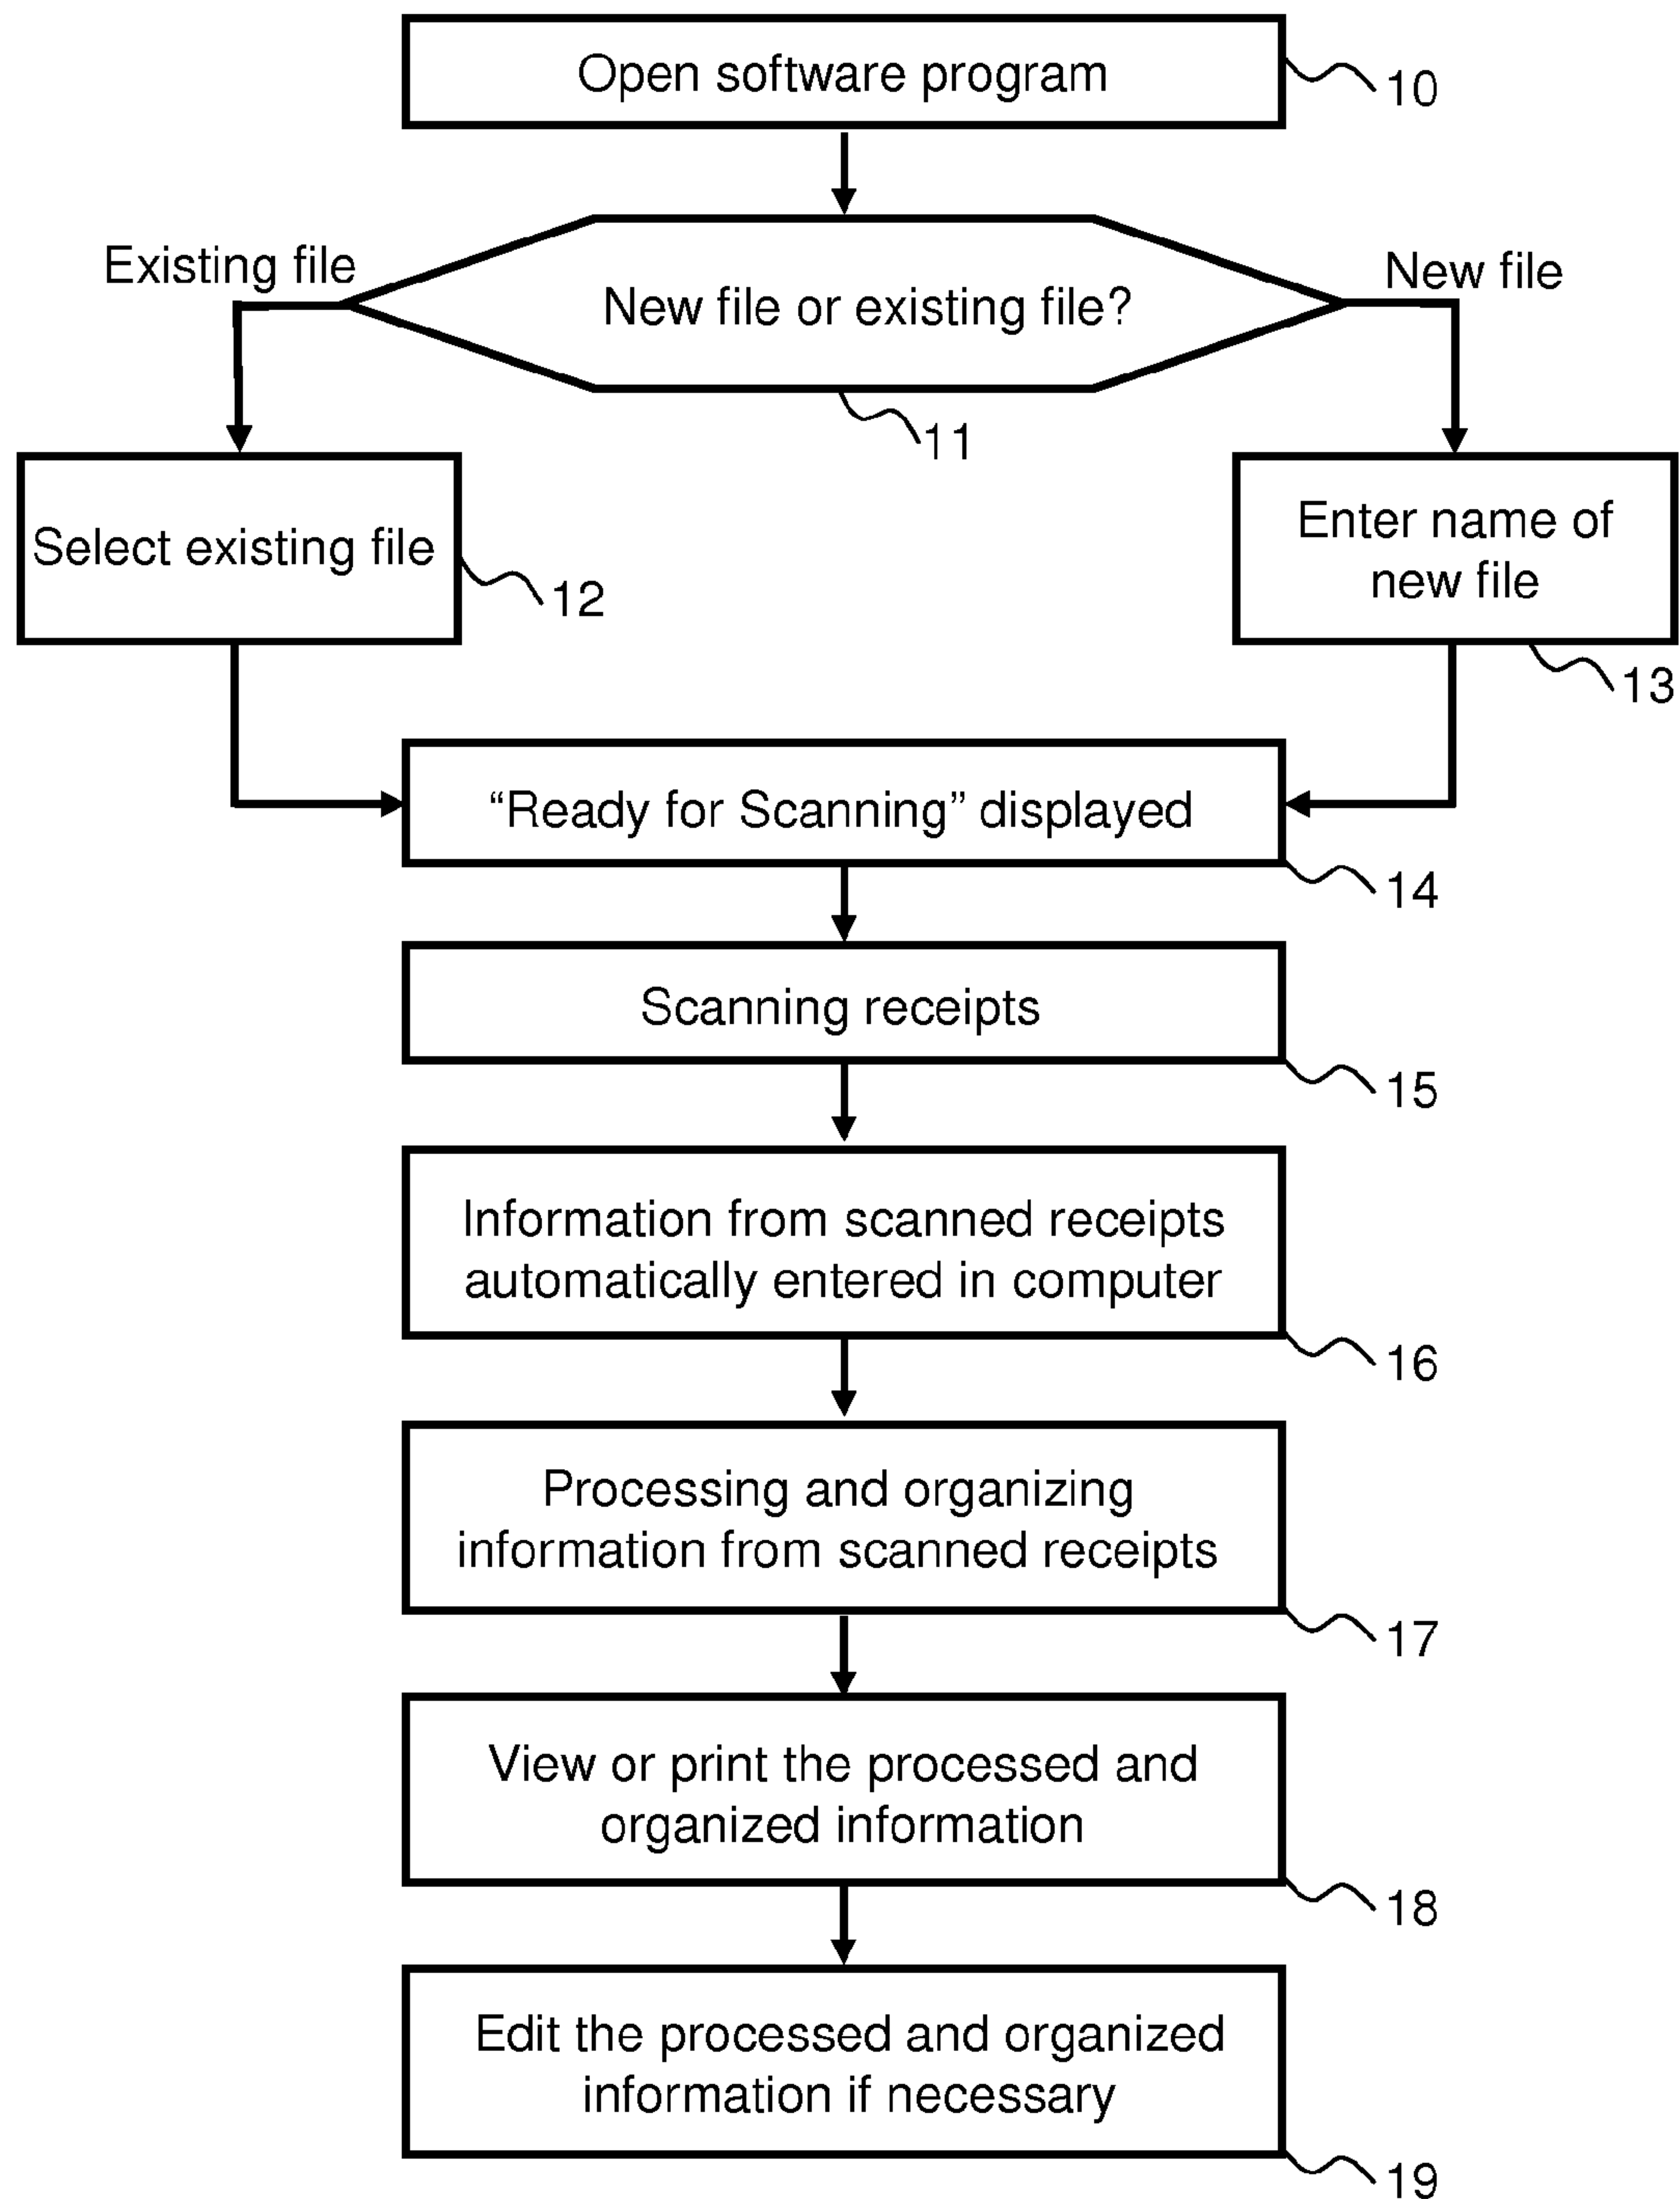 Open software program
10
Existing file
New file
New file or existing file?
11
Select existing file
12
Enter name of
new file
13
“Ready for Scanning” displayed
14
Scanning receipts
15
Information from scanned receipts
automatically entered in computer
16
Processing and organizing
information from scanned receipts
17
View or print the processed and
organized information
18
Edit the processed and organized
information if necessary
19